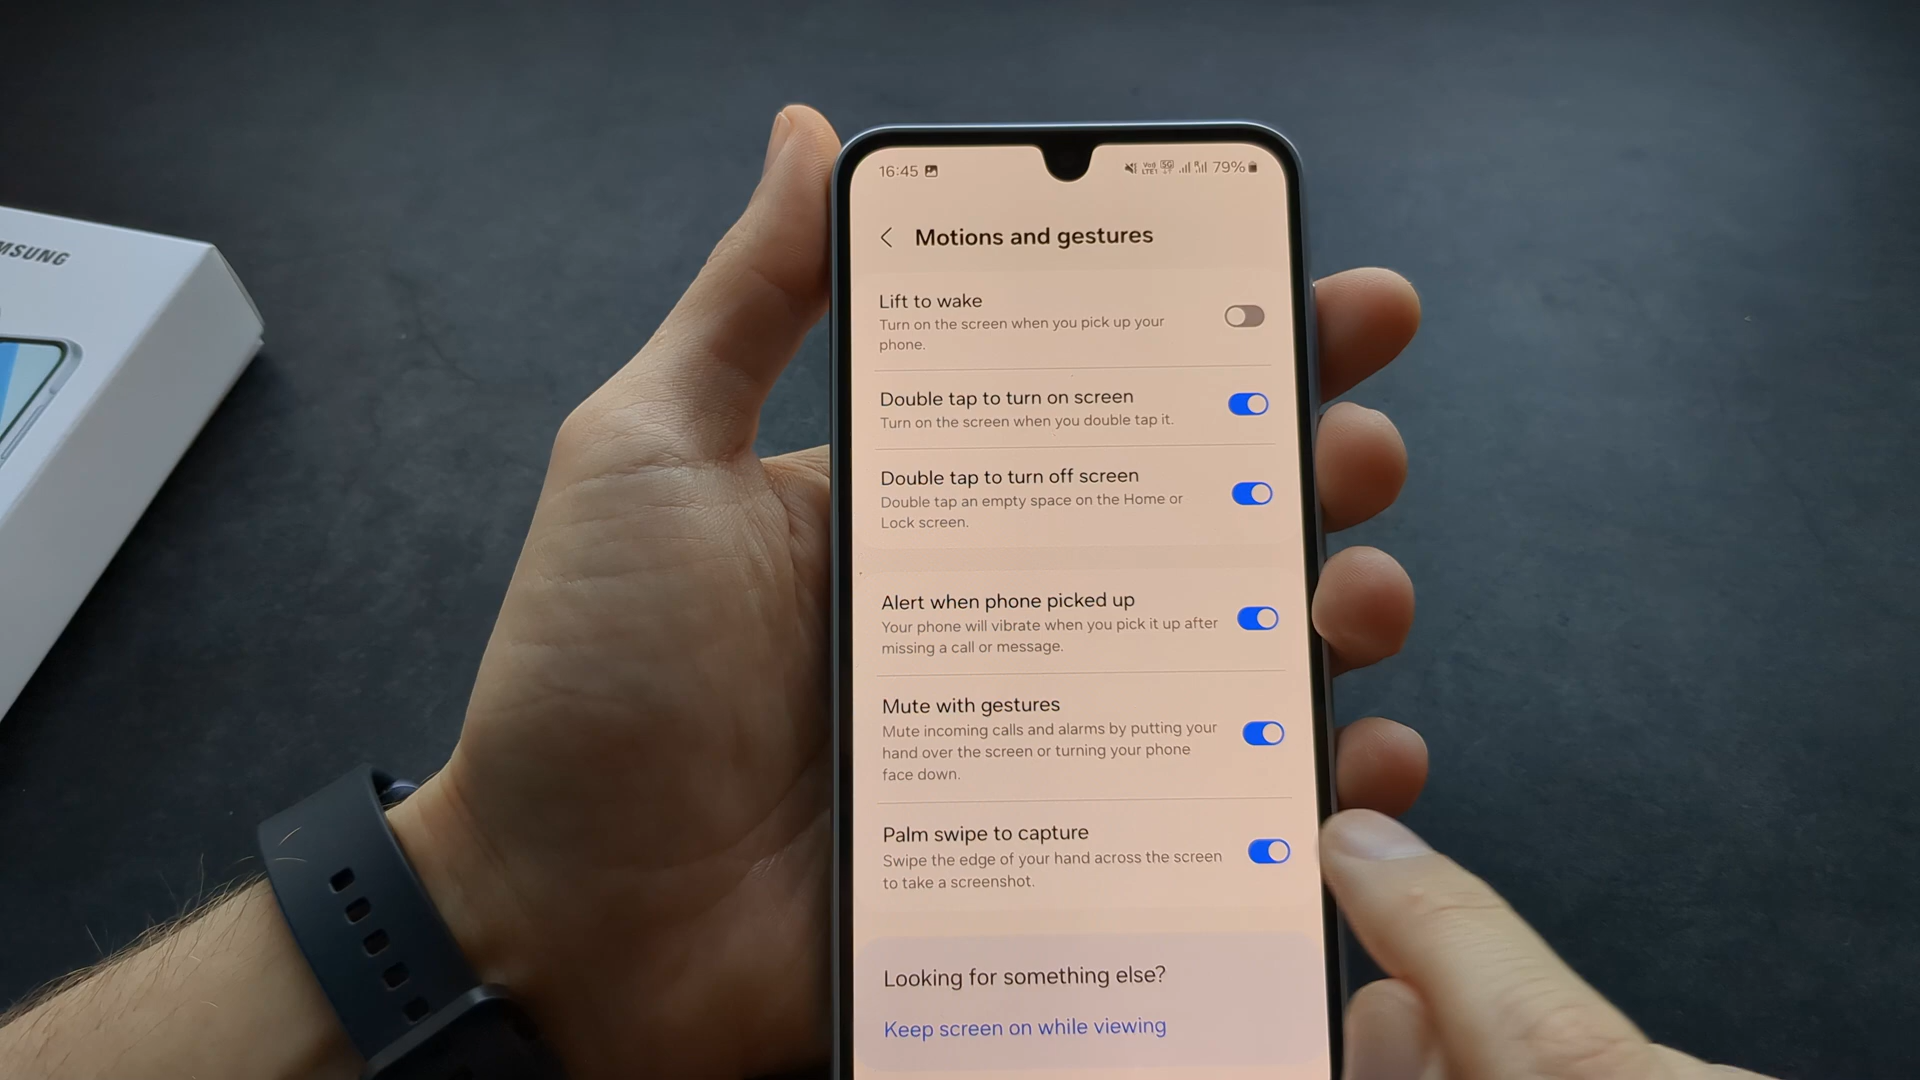 MSUNG
16:45 79%
Motions and gestures
Lift to wake
Turn on the screen when you pick up your
phone.
Double tap to turn on screen
Turn on the screen when you double tap it.
Double tap to turn off screen
Double tap an empty space on the Home or
Lock screen.
Alert when phone picked up
Your phone will vibrate when you pick it up after
missing a call or message.
Mute with gestures
Mute incoming calls and alarms by putting your
hand over the screen or turning your phone
face down.
Palm swipe to capture
Swipe the edge of your hand across the screen
to take a screenshot.
Looking for something else?
Keep screen on while viewing